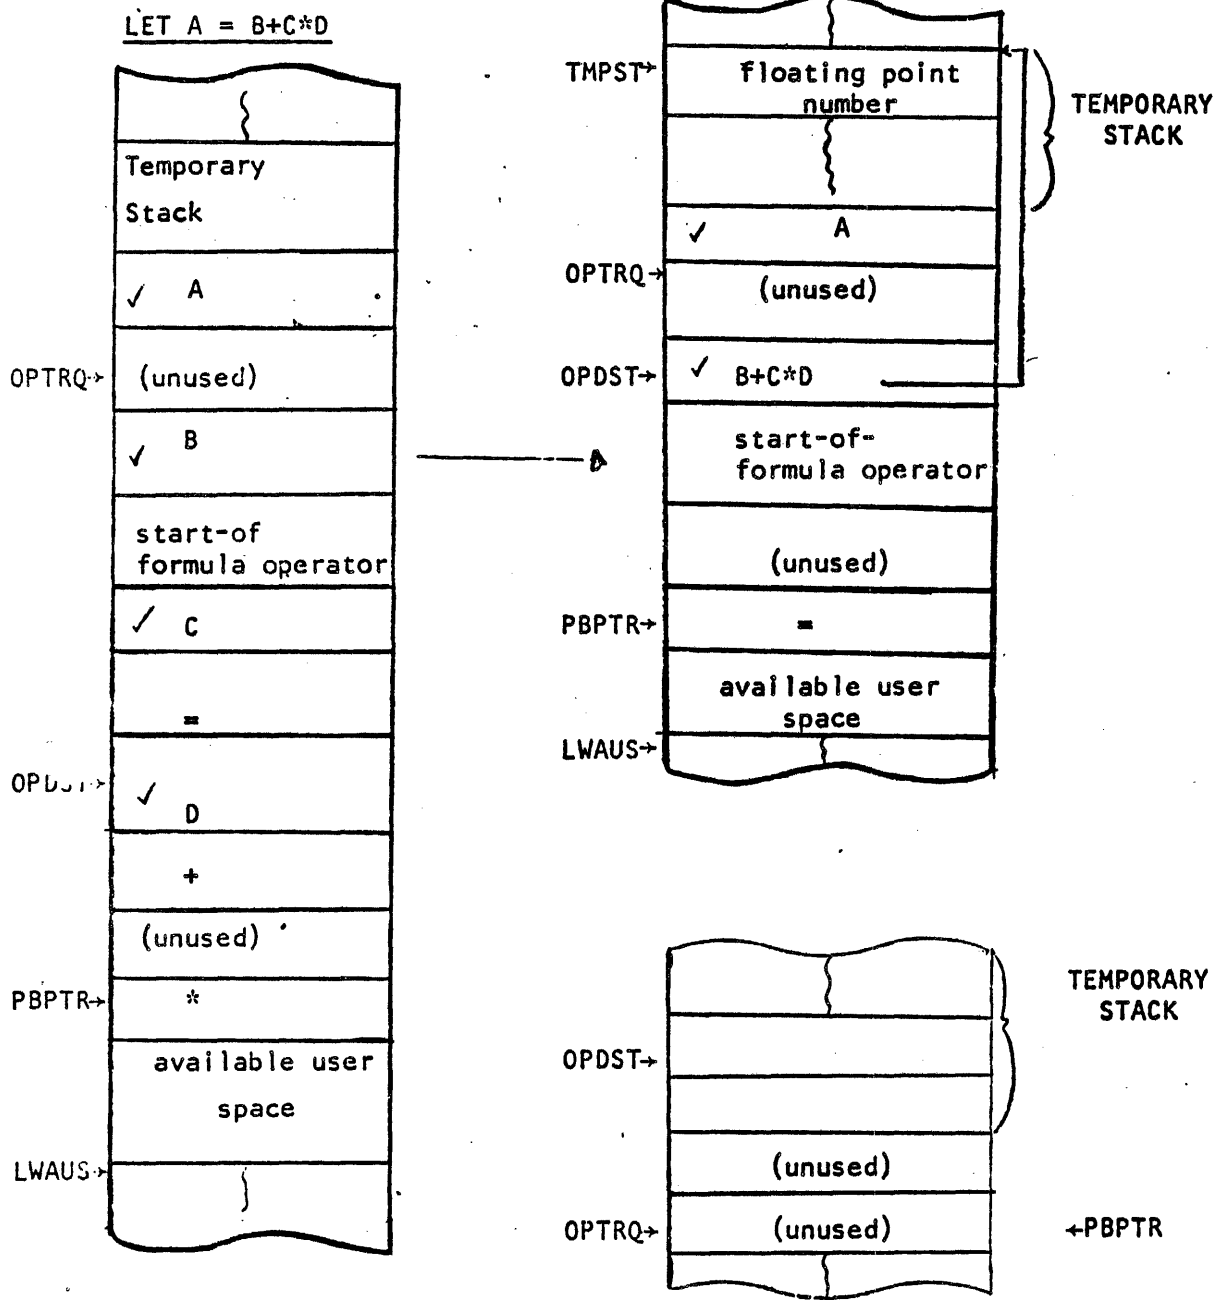 LET A = B+C*D
Temporary
Stack
✓ A
OPTRQ→ (unused)
✓ B
start-of
formula operator
✓ C
=
✓ D
+
(unused)
PBPTR→ *
available user
space
LWAUS→
TMPST→ floating point
number
TEMPORARY
STACK
✓ A
OPTRQ→ (unused)
OPDST→ ✓ B+C*D
start-of-
formula operator
(unused)
PBPTR→ =
available user
space
LWAUS→
TEMPORARY
STACK
OPDST→
(unused)
OPTRQ→ (unused) ←PBPTR